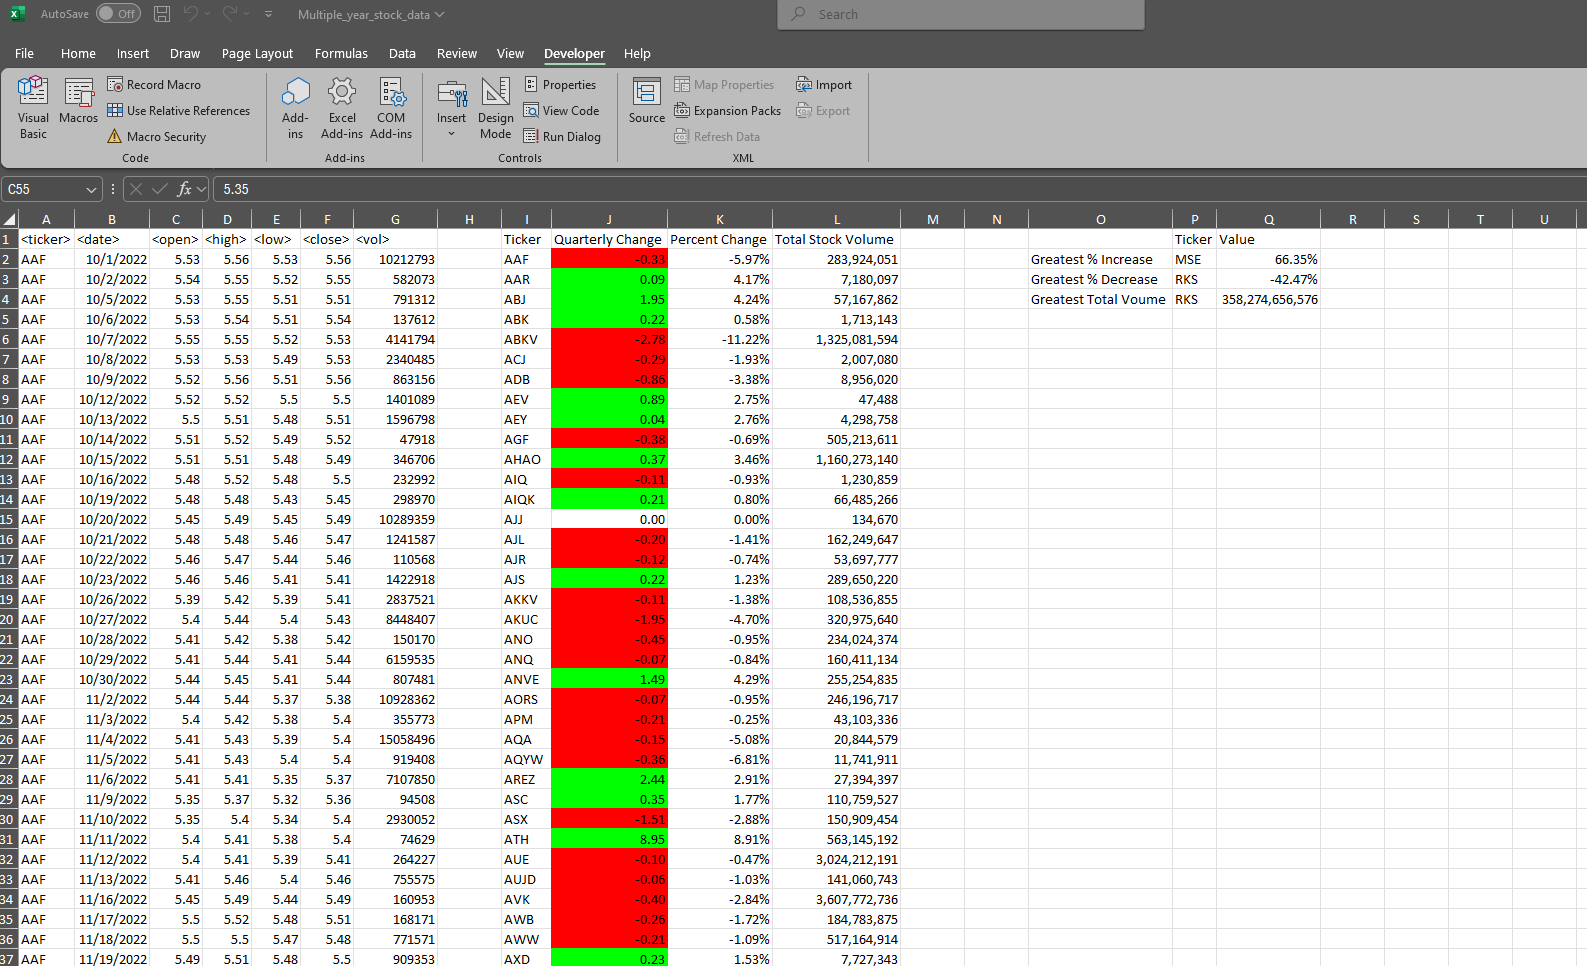 AutoSave Off Multiple_year_stock_data Search
File Home Insert Draw Page Layout Formulas Data Review View Developer Help
Visual Basic
Macros
Record Macro
Use Relative References
Macro Security
Code
Add-ins
Excel Add-ins
COM Add-ins
Add-ins
Insert
Design Mode
Properties
View Code
Run Dialog
Controls
Source
Map Properties
Expansion Packs
Refresh Data
Import
Export
XML
C55 fx 5.35
A B C D E F G H I J K L M N O P Q R S T U
1 <ticker> <date> <open> <high> <low> <close> <vol> Ticker Quarterly Change Percent Change Total Stock Volume Ticker Value
2 AAF 10/1/2022 5.53 5.56 5.53 5.56 10212793 AAF -0.33 -5.97% 283,924,051 Greatest % Increase MSE 66.35%
3 AAF 10/2/2022 5.54 5.55 5.52 5.55 582073 AAR 0.09 4.17% 7,180,097 Greatest % Decrease RKS -42.47%
4 AAF 10/5/2022 5.53 5.55 5.51 5.51 791312 ABJ 1.95 4.24% 57,167,862 Greatest Total Voume RKS 358,274,656,576
5 AAF 10/6/2022 5.53 5.54 5.51 5.54 137612 ABK 0.22 0.58% 1,713,143
6 AAF 10/7/2022 5.55 5.55 5.52 5.53 4141794 ABKV -2.78 -11.22% 1,325,081,594
7 AAF 10/8/2022 5.53 5.53 5.49 5.53 2340485 ACJ -0.29 -1.93% 2,007,080
8 AAF 10/9/2022 5.52 5.56 5.51 5.56 863156 ADB -0.86 -3.38% 8,956,020
9 AAF 10/12/2022 5.52 5.52 5.5 5.5 1401089 AEV 0.89 2.75% 47,488
10 AAF 10/13/2022 5.5 5.51 5.48 5.51 1596798 AEY 0.04 2.76% 4,298,758
11 AAF 10/14/2022 5.51 5.52 5.49 5.52 47918 AGF -0.38 -0.69% 505,213,611
12 AAF 10/15/2022 5.51 5.51 5.48 5.49 346706 AHAO 0.37 3.46% 1,160,273,140
13 AAF 10/16/2022 5.48 5.52 5.48 5.5 232992 AIQ -0.11 -0.93% 1,230,859
14 AAF 10/19/2022 5.48 5.48 5.43 5.45 298970 AIQK 0.21 0.80% 66,485,266
15 AAF 10/20/2022 5.45 5.49 5.45 5.49 10289359 AJJ 0.00 0.00% 134,670
16 AAF 10/21/2022 5.48 5.48 5.46 5.47 1241587 AJL -0.20 -1.41% 162,249,647
17 AAF 10/22/2022 5.46 5.47 5.44 5.46 110568 AJR -0.12 -0.74% 53,697,777
18 AAF 10/23/2022 5.46 5.46 5.41 5.41 1422918 AJS 0.22 1.23% 289,650,220
19 AAF 10/26/2022 5.39 5.42 5.39 5.41 2837521 AKKV -0.11 -1.38% 108,536,855
20 AAF 10/27/2022 5.4 5.44 5.4 5.43 8448407 AKUC -1.95 -4.70% 320,975,640
21 AAF 10/28/2022 5.41 5.42 5.38 5.42 150170 ANO -0.45 -0.95% 234,024,374
22 AAF 10/29/2022 5.41 5.44 5.41 5.44 6159535 ANQ -0.07 -0.84% 160,411,134
23 AAF 10/30/2022 5.44 5.45 5.41 5.44 807481 ANVE 1.49 4.29% 255,254,835
24 AAF 11/2/2022 5.44 5.44 5.37 5.38 10928362 AORS -0.07 -0.95% 246,196,717
25 AAF 11/3/2022 5.4 5.42 5.38 5.4 355773 APM -0.21 -0.25% 43,103,336
26 AAF 11/4/2022 5.41 5.43 5.39 5.4 15058496 AQA -0.15 -5.08% 20,844,579
27 AAF 11/5/2022 5.41 5.43 5.4 5.4 919408 AQYW -0.36 -6.81% 11,741,911
28 AAF 11/6/2022 5.41 5.41 5.35 5.37 7107850 AREZ 2.44 2.91% 27,394,397
29 AAF 11/9/2022 5.35 5.37 5.32 5.36 94508 ASC 0.35 1.77% 110,759,527
30 AAF 11/10/2022 5.35 5.4 5.34 5.4 2930052 ASX -1.51 -2.88% 150,909,454
31 AAF 11/11/2022 5.4 5.41 5.38 5.4 74629 ATH 8.95 8.91% 563,145,192
32 AAF 11/12/2022 5.4 5.41 5.39 5.41 264227 AUE -0.10 -0.47% 3,024,212,191
33 AAF 11/13/2022 5.41 5.46 5.4 5.46 755575 AUJD -0.06 -1.03% 141,060,743
34 AAF 11/16/2022 5.45 5.49 5.44 5.49 160953 AVK -0.40 -2.84% 3,607,772,736
35 AAF 11/17/2022 5.5 5.52 5.48 5.51 168171 AWB -0.26 -1.72% 184,783,875
36 AAF 11/18/2022 5.5 5.5 5.47 5.48 771571 AWW -0.21 -1.09% 517,164,914
37 AAF 11/19/2022 5.49 5.51 5.48 5.5 909353 AXD 0.23 1.53% 7,727,343